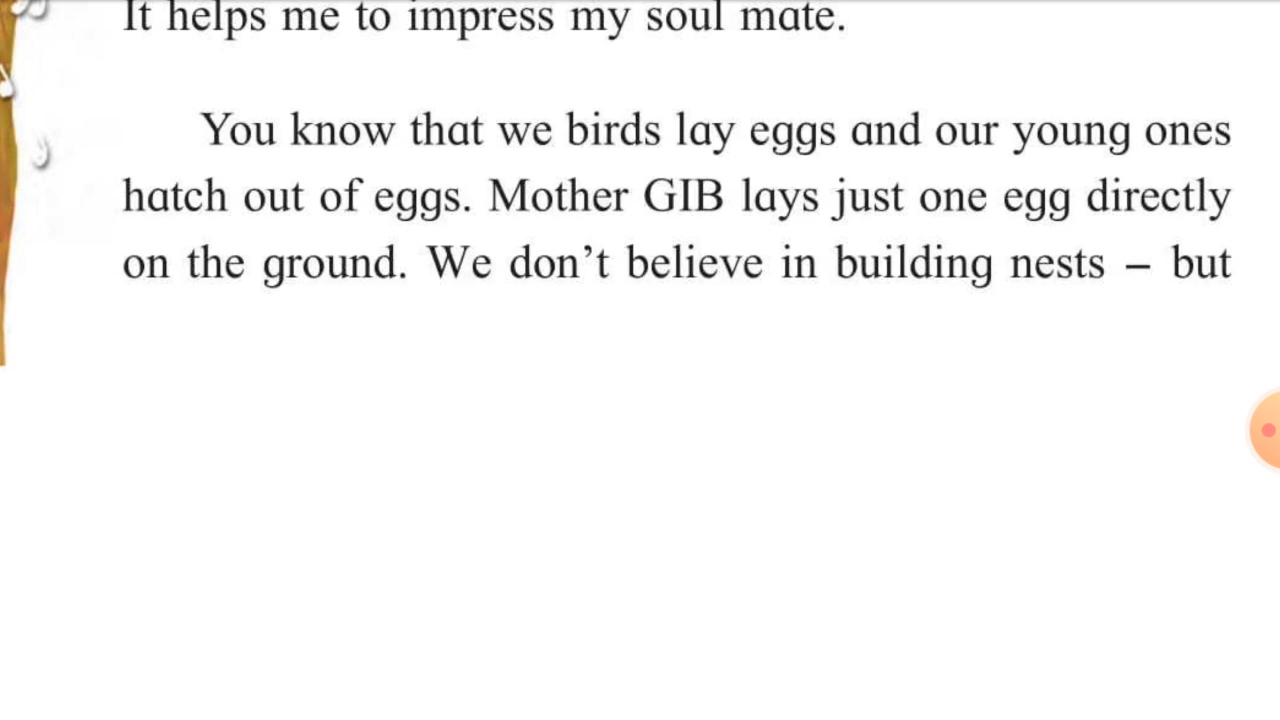 It helps me to impress my soul mate.
You know that we birds lay eggs and our young ones
hatch out of eggs. Mother GIB lays just one egg directly
on the ground. We don’t believe in building nests – but